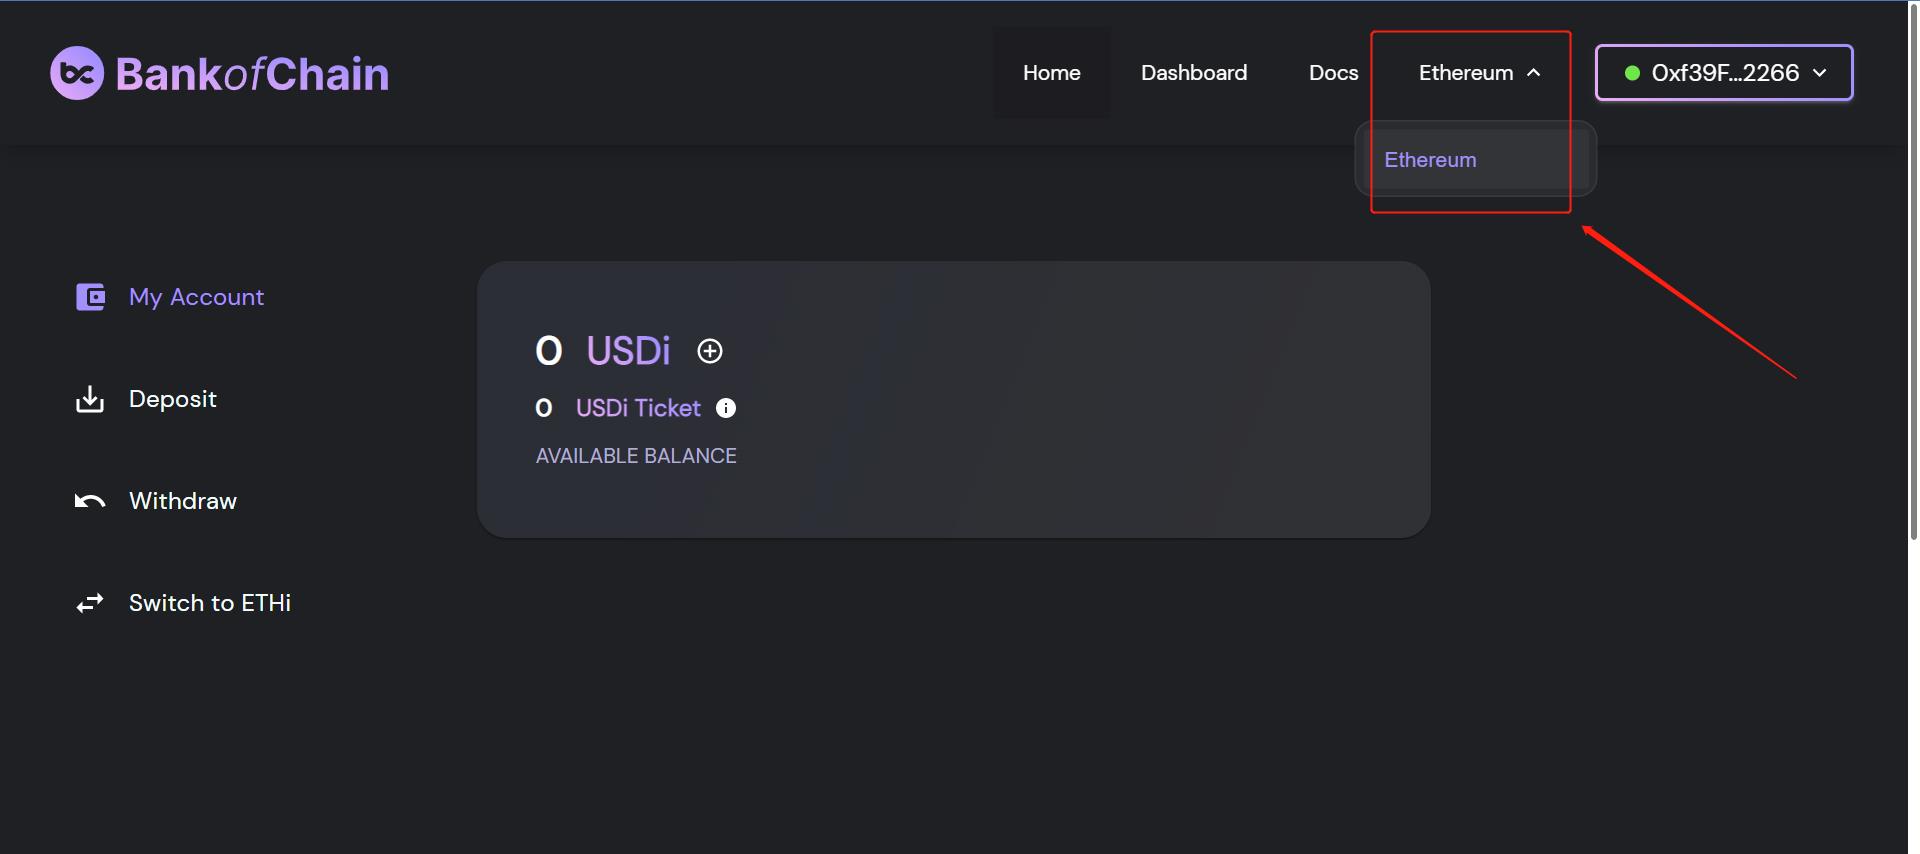 BankofChain
Home Dashboard Docs Ethereum 0xf39F...2266
Ethereum
My Account
Deposit
Withdraw
Switch to ETHi
0 USDi
0 USDi Ticket
AVAILABLE BALANCE